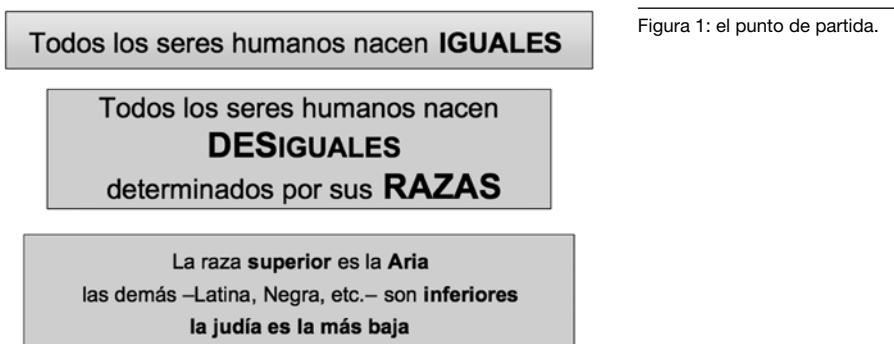 Todos los seres humanos nacen IGUALES
Figura 1: el punto de partida.
Todos los seres humanos nacen
DESIGUALES
determinados por sus RAZAS
La raza superior es la Aria
las demás –Latina, Negra, etc.– son inferiores
la judía es la más baja